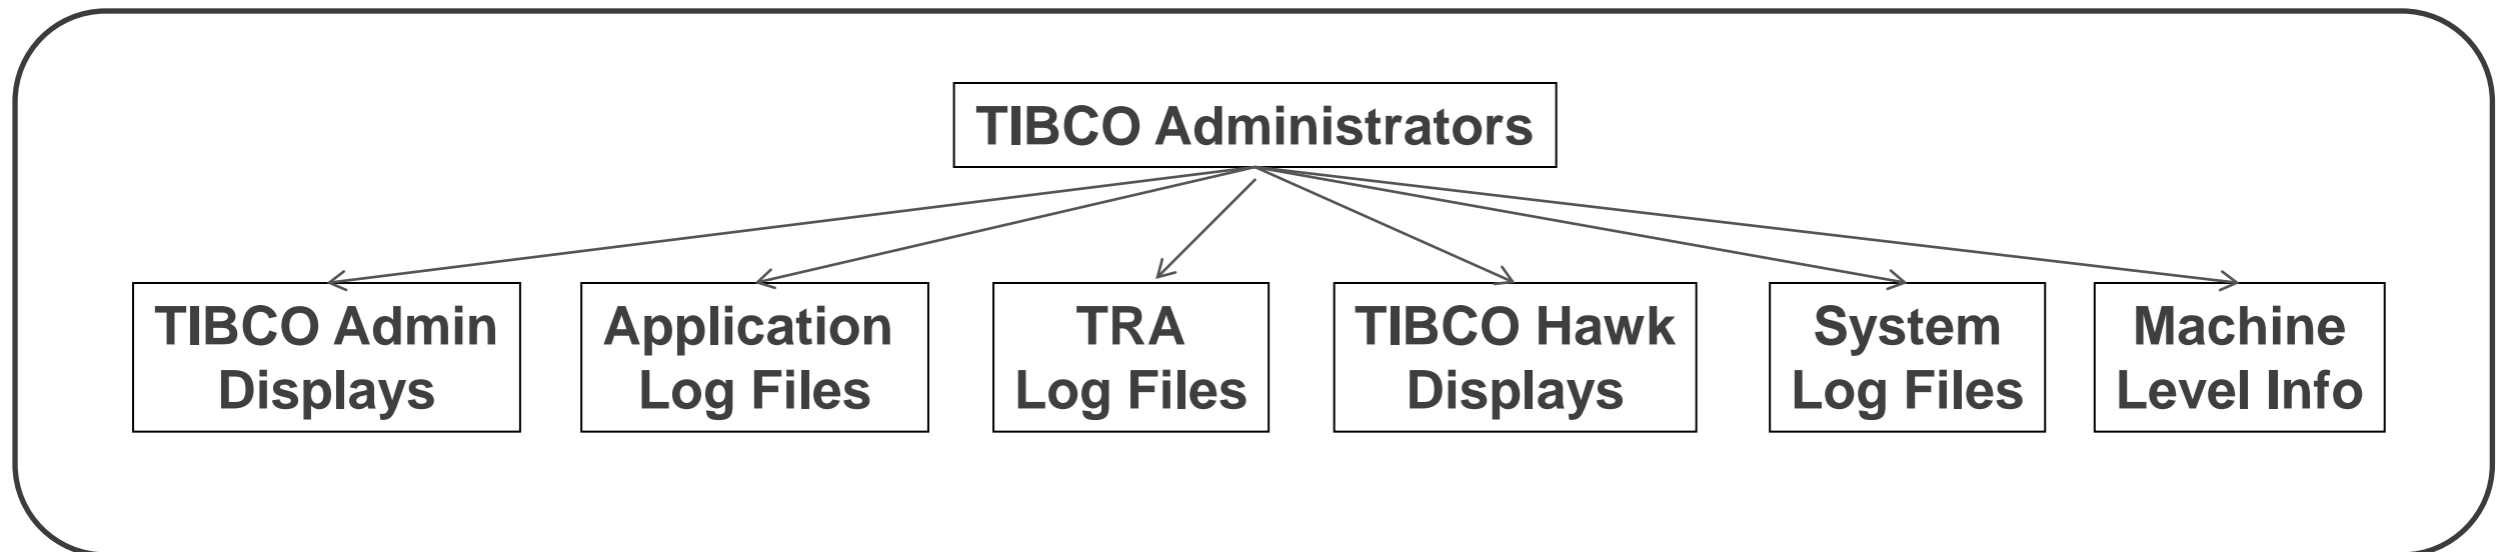 TIBCO Administrators
TIBCO Admin
Displays
Application
Log Files
TRA
Log Files
TIBCO Hawk
Displays
System
Log Files
Machine
Level Info